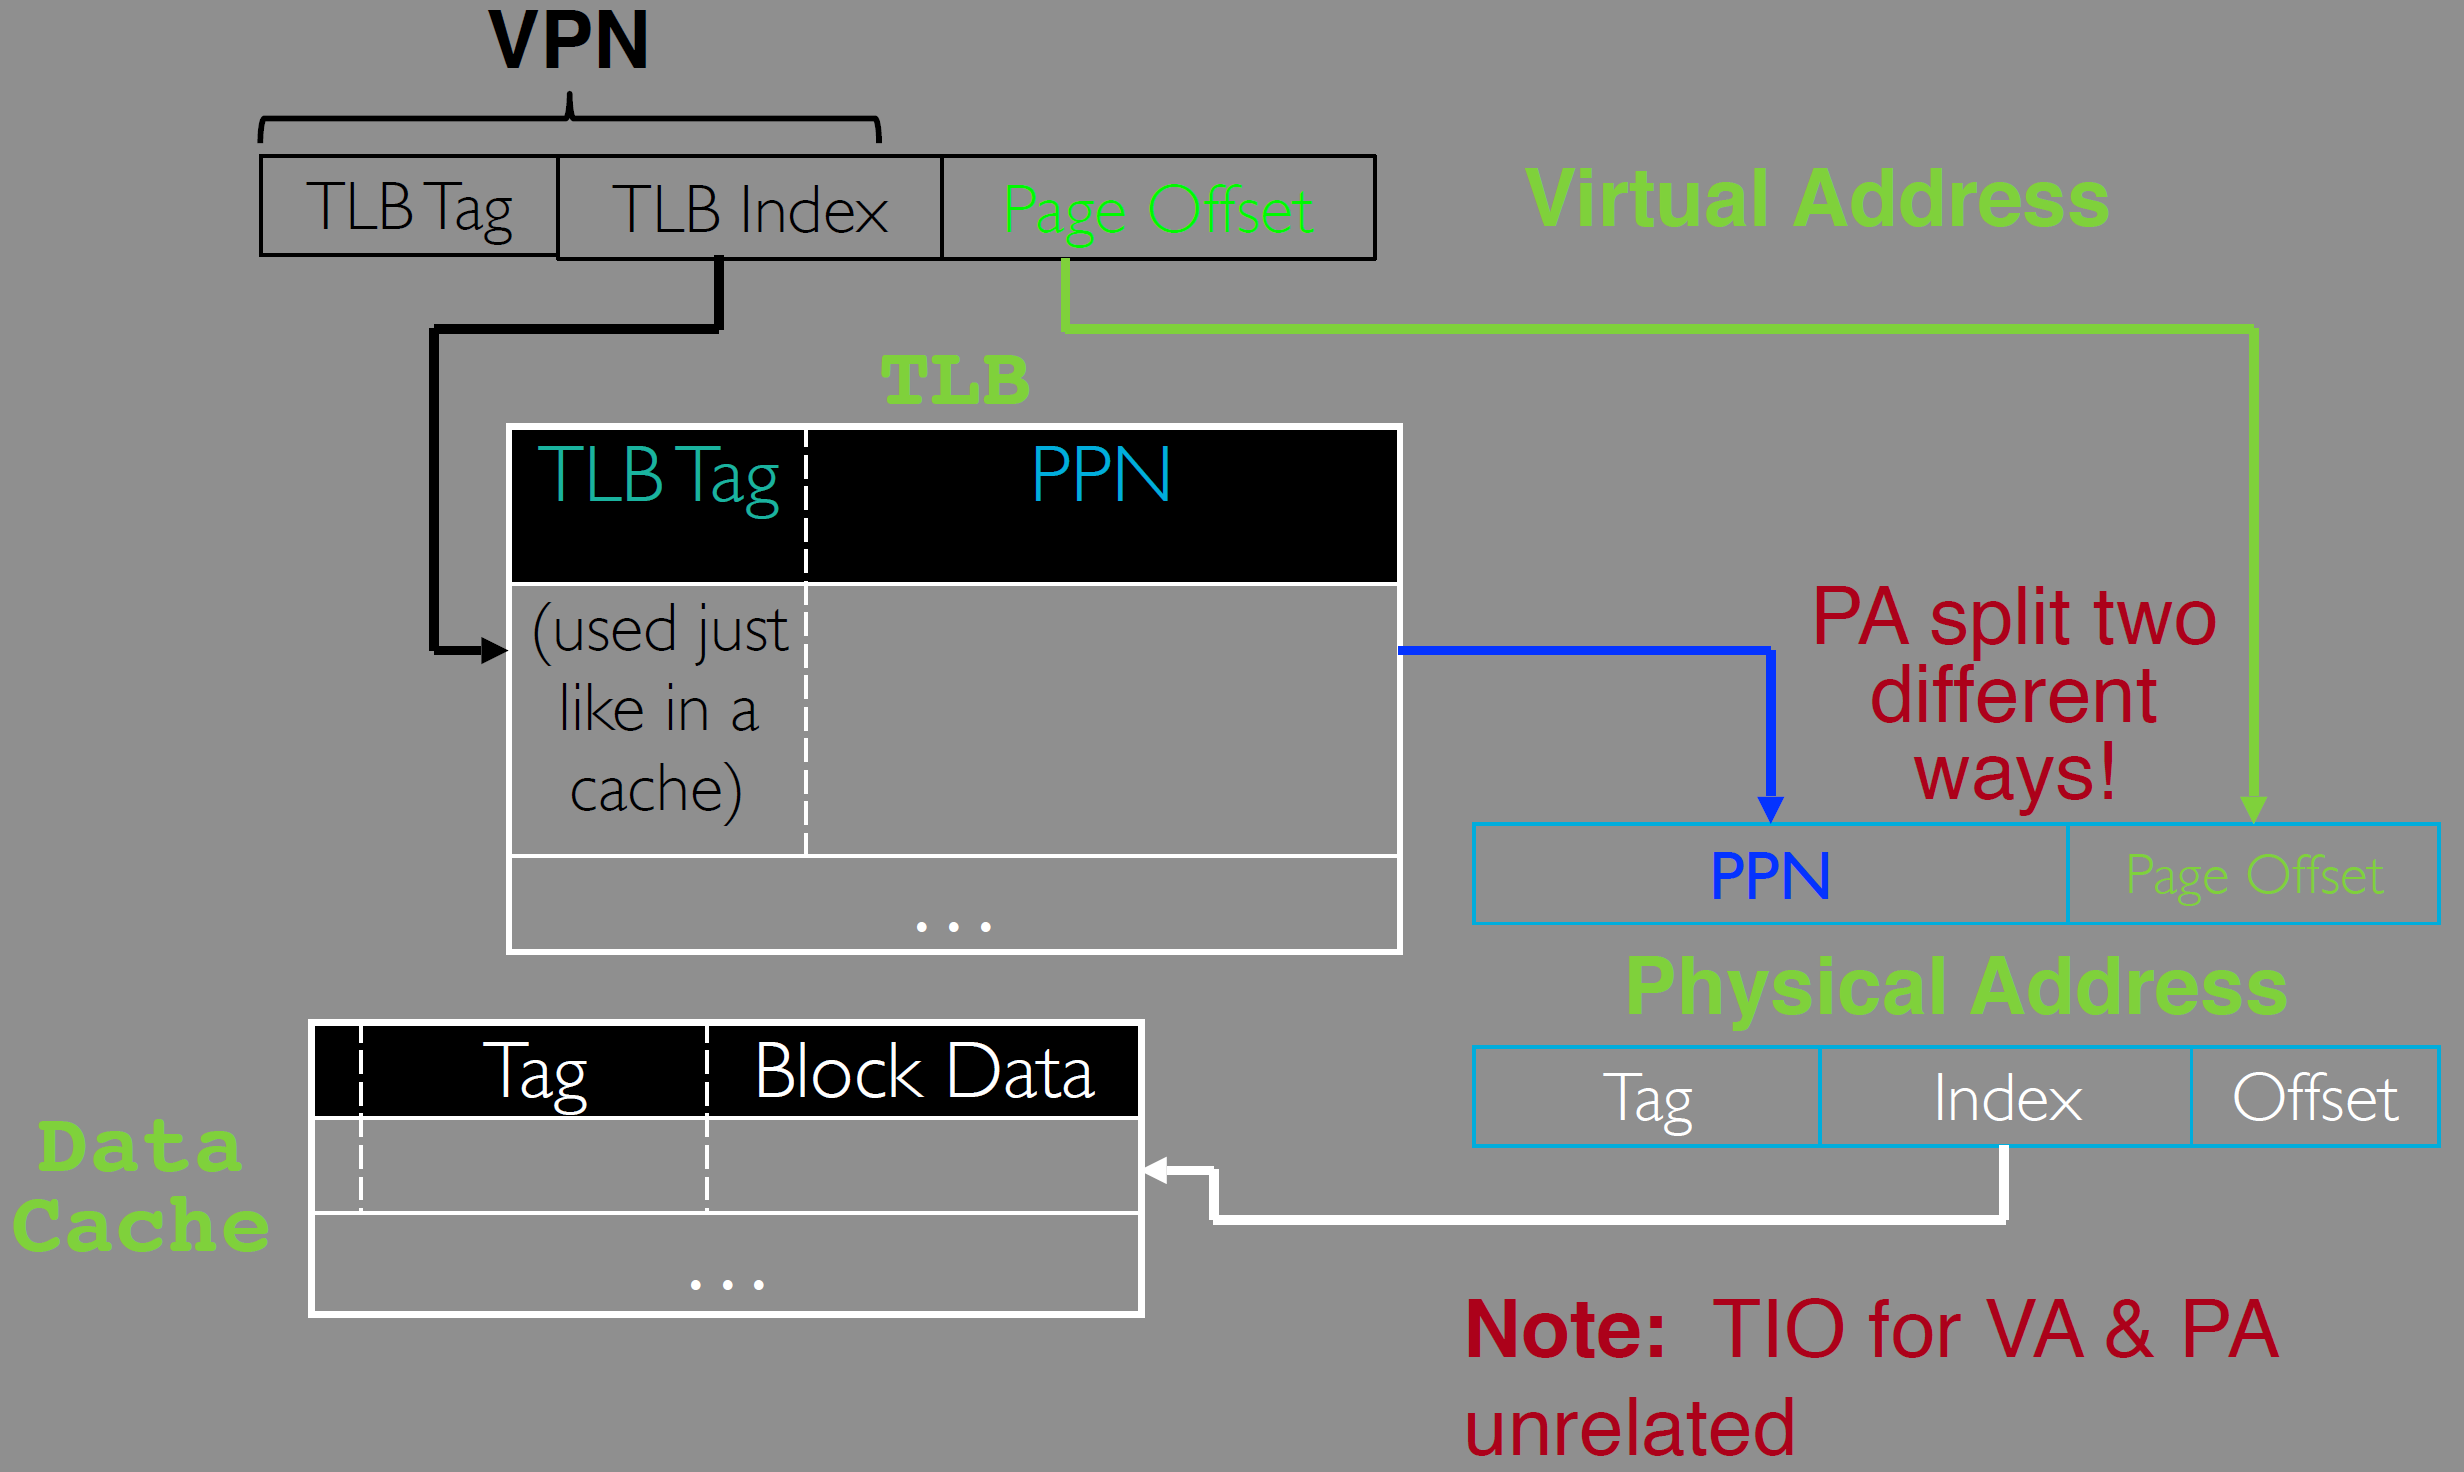 VPN
TLB Tag
TLB Index
Page Offset
Virtual Address
TLB
TLB Tag
PPN
(used just
like in a
cache)
...
PA split two
different
ways!
PPN
Page Offset
Physical Address
Tag
Index
Offset
Data
Cache
Tag
Block Data
...
Note: TIO for VA & PA
unrelated